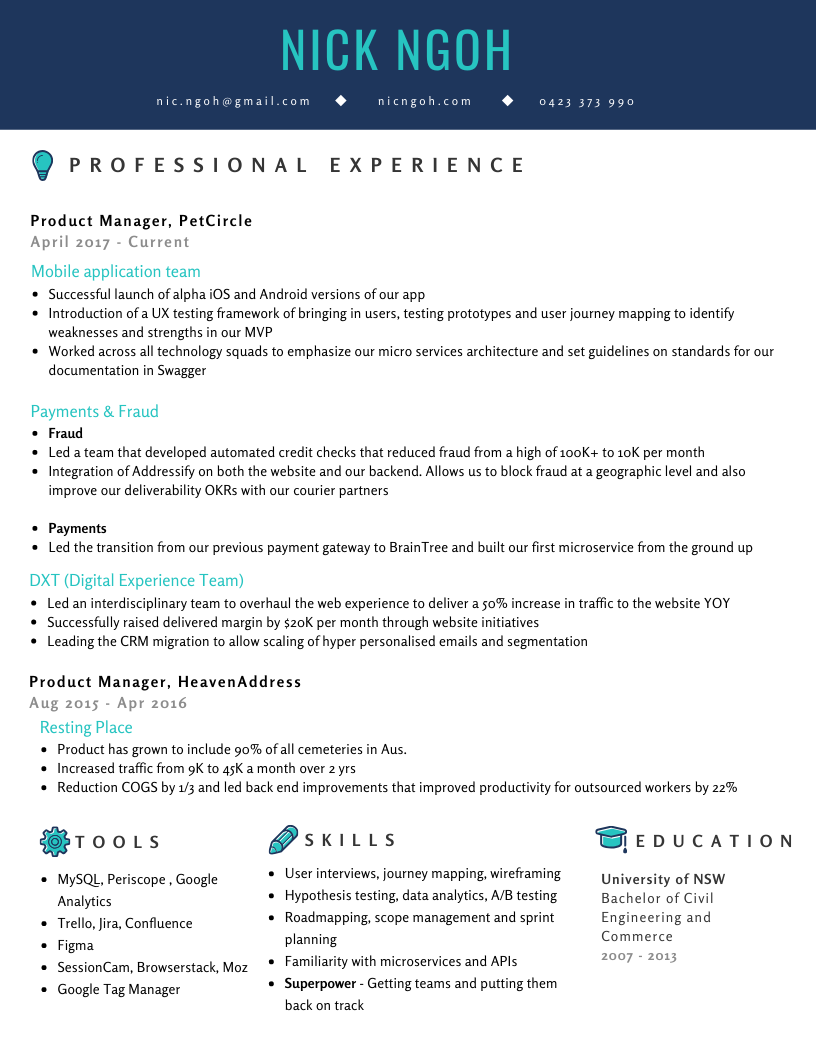 NICK NGOH
nic.ngoh@gmail.com ◆ nicngoh.com ◆ 0423 373 990
PROFESSIONAL EXPERIENCE
Product Manager, PetCircle
April 2017 - Current
Mobile application team
• Successful launch of alpha iOS and Android versions of our app
• Introduction of a UX testing framework of bringing in users, testing prototypes and user journey mapping to identify
weaknesses and strengths in our MVP
• Worked across all technology squads to emphasize our micro services architecture and set guidelines on standards for our
documentation in Swagger
Payments & Fraud
• Fraud
• Led a team that developed automated credit checks that reduced fraud from a high of 100K+ to 10K per month
• Integration of Addressify on both the website and our backend. Allows us to block fraud at a geographic level and also
improve our deliverability OKRs with our courier partners
• Payments
• Led the transition from our previous payment gateway to BrainTree and built our first microservice from the ground up
DXT (Digital Experience Team)
• Led an interdisciplinary team to overhaul the web experience to deliver a 50% increase in traffic to the website YOY
• Successfully raised delivered margin by $20K per month through website initiatives
• Leading the CRM migration to allow scaling of hyper personalised emails and segmentation
Product Manager, HeavenAddress
Aug 2015 - Apr 2016
Resting Place
• Product has grown to include 90% of all cemeteries in Aus.
• Increased traffic from 9K to 45K a month over 2 yrs
• Reduction COGS by 1/3 and led back end improvements that improved productivity for outsourced workers by 22%
TOOLS
• MySQL, Periscope , Google
Analytics
• Trello, Jira, Confluence
• Figma
• SessionCam, Browserstack, Moz
• Google Tag Manager
SKILLS
• User interviews, journey mapping, wireframing
• Hypothesis testing, data analytics, A/B testing
• Roadmapping, scope management and sprint
planning
• Familiarity with microservices and APIs
• Superpower - Getting teams and putting them
back on track
EDUCATION
University of NSW
Bachelor of Civil
Engineering and
Commerce
2007 - 2013